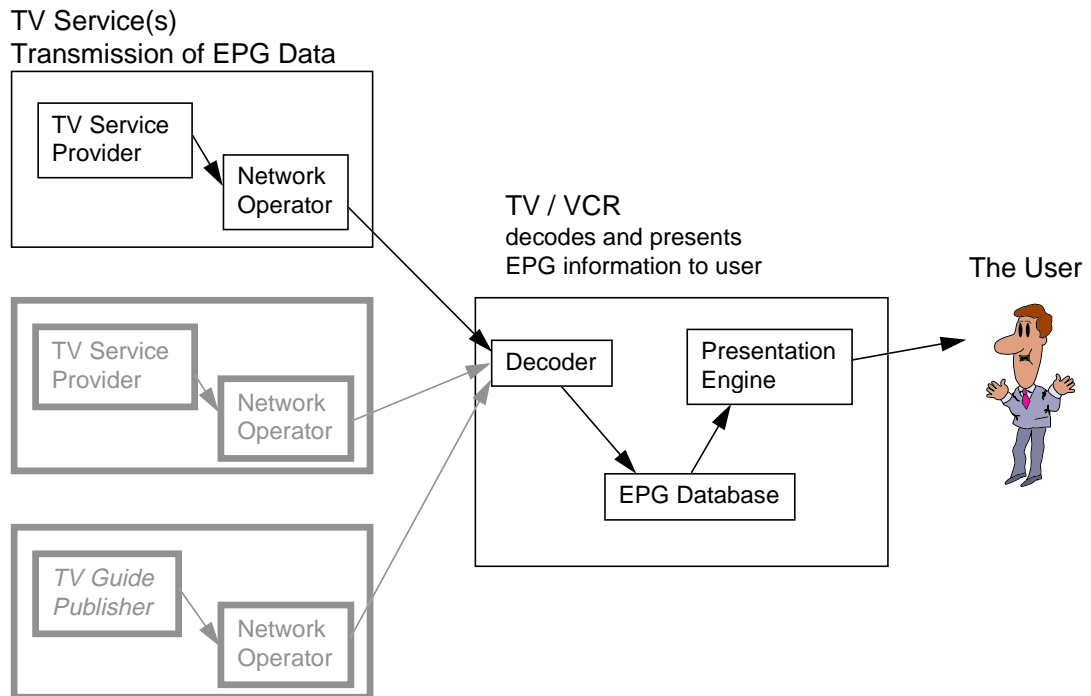 TV Service(s)
Transmission of EPG Data
TV Service
Provider
Network
Operator
TV / VCR
decodes and presents
EPG information to user
The User
TV Service
Provider
Network
Operator
Decoder
Presentation
Engine
EPG Database
TV Guide
Publisher
Network
Operator